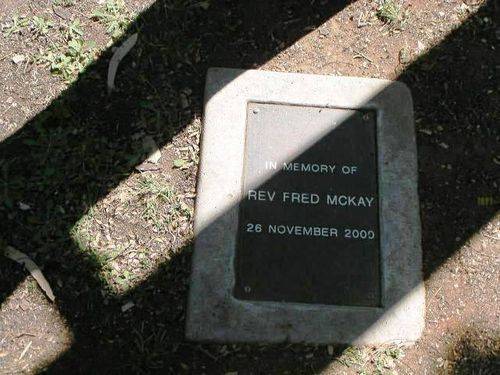 IN MEMORY OF
REV FRED MCKAY
26 NOVEMBER 2000